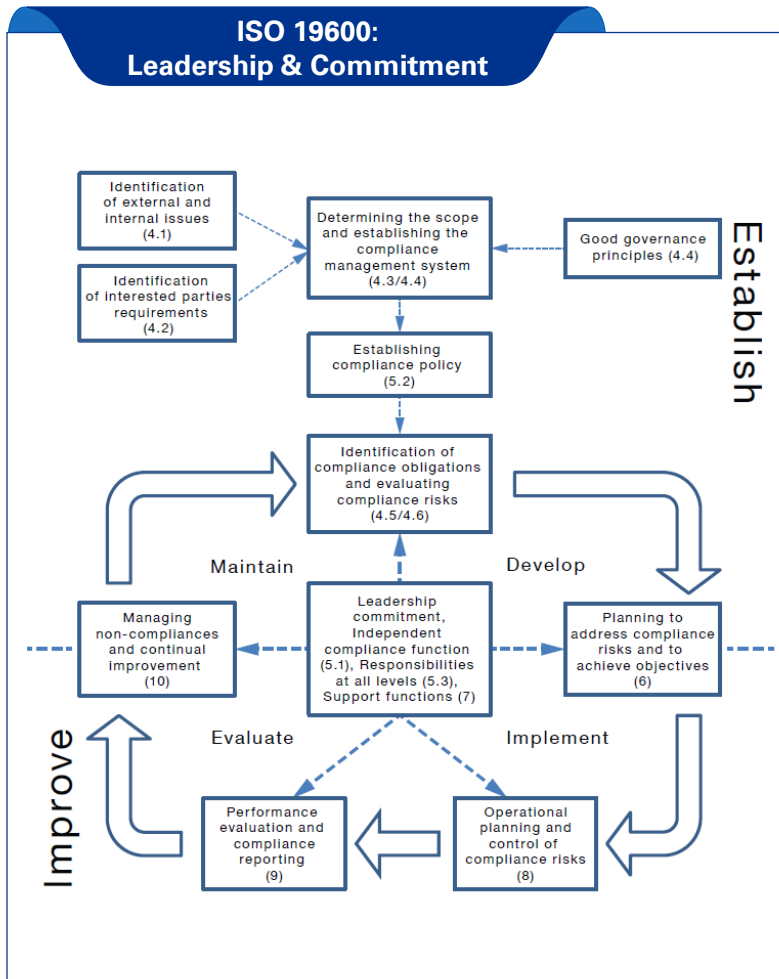 ISO 19600:
Leadership & Commitment
Identification
of external and
internal issues
(4.1)
Identification
of interested parties
requirements
(4.2)
Determining the scope
and establishing the
compliance
management system
(4.3/4.4)
Good governance
principles (4.4)
Establish
Establishing
compliance policy
(5.2)
Identification of
compliance obligations
and evaluating
compliance risks
(4.5/4.6)
Maintain
Develop
Managing
non-compliances
and continual
improvement
(10)
Leadership
commitment,
Independent
compliance function
(5.1), Responsibilities
at all levels (5.3),
Support functions (7)
Planning to
address compliance
risks and to
achieve objectives
(6)
Improve
Evaluate
Implement
Performance
evaluation and
compliance
reporting
(9)
Operational
planning and
control of
compliance risks
(8)